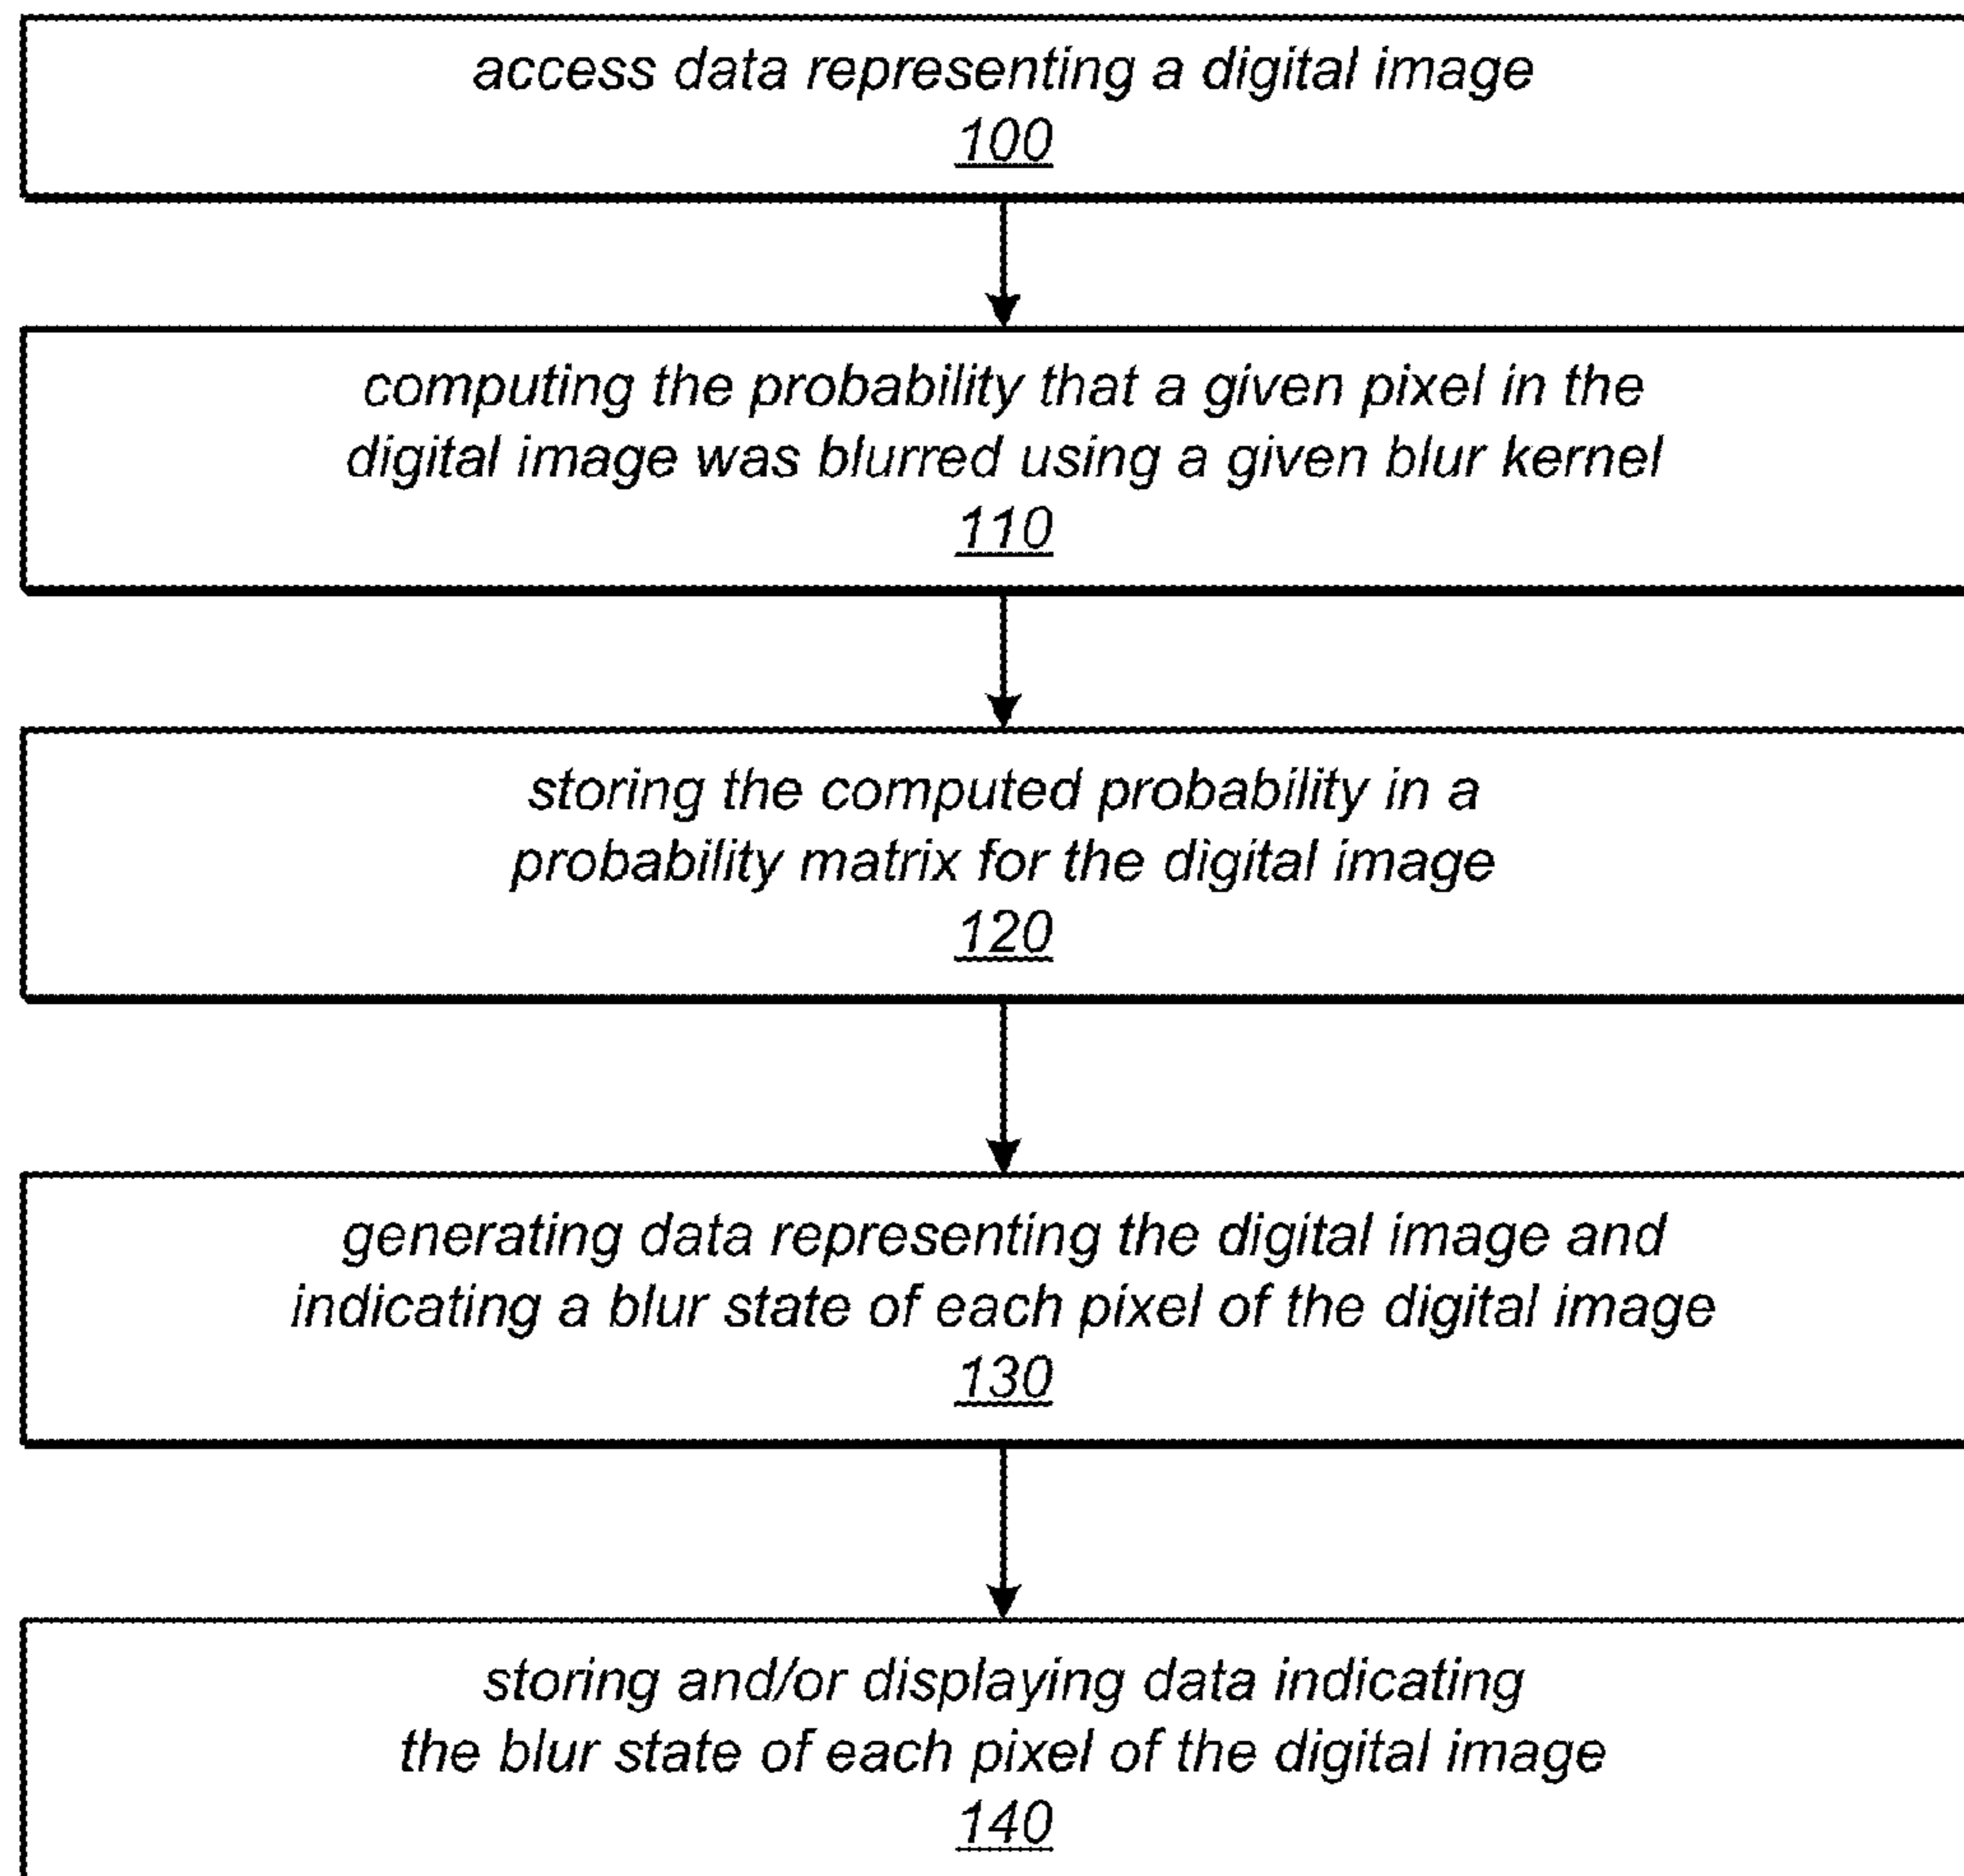 access data representing a digital image
100
computing the probability that a given pixel in the
digital image was blurred using a given blur kernel
110
storing the computed probability in a
probability matrix for the digital image
120
generating data representing the digital image and
indicating a blur state of each pixel of the digital image
130
storing and/or displaying data indicating
the blur state of each pixel of the digital image
140